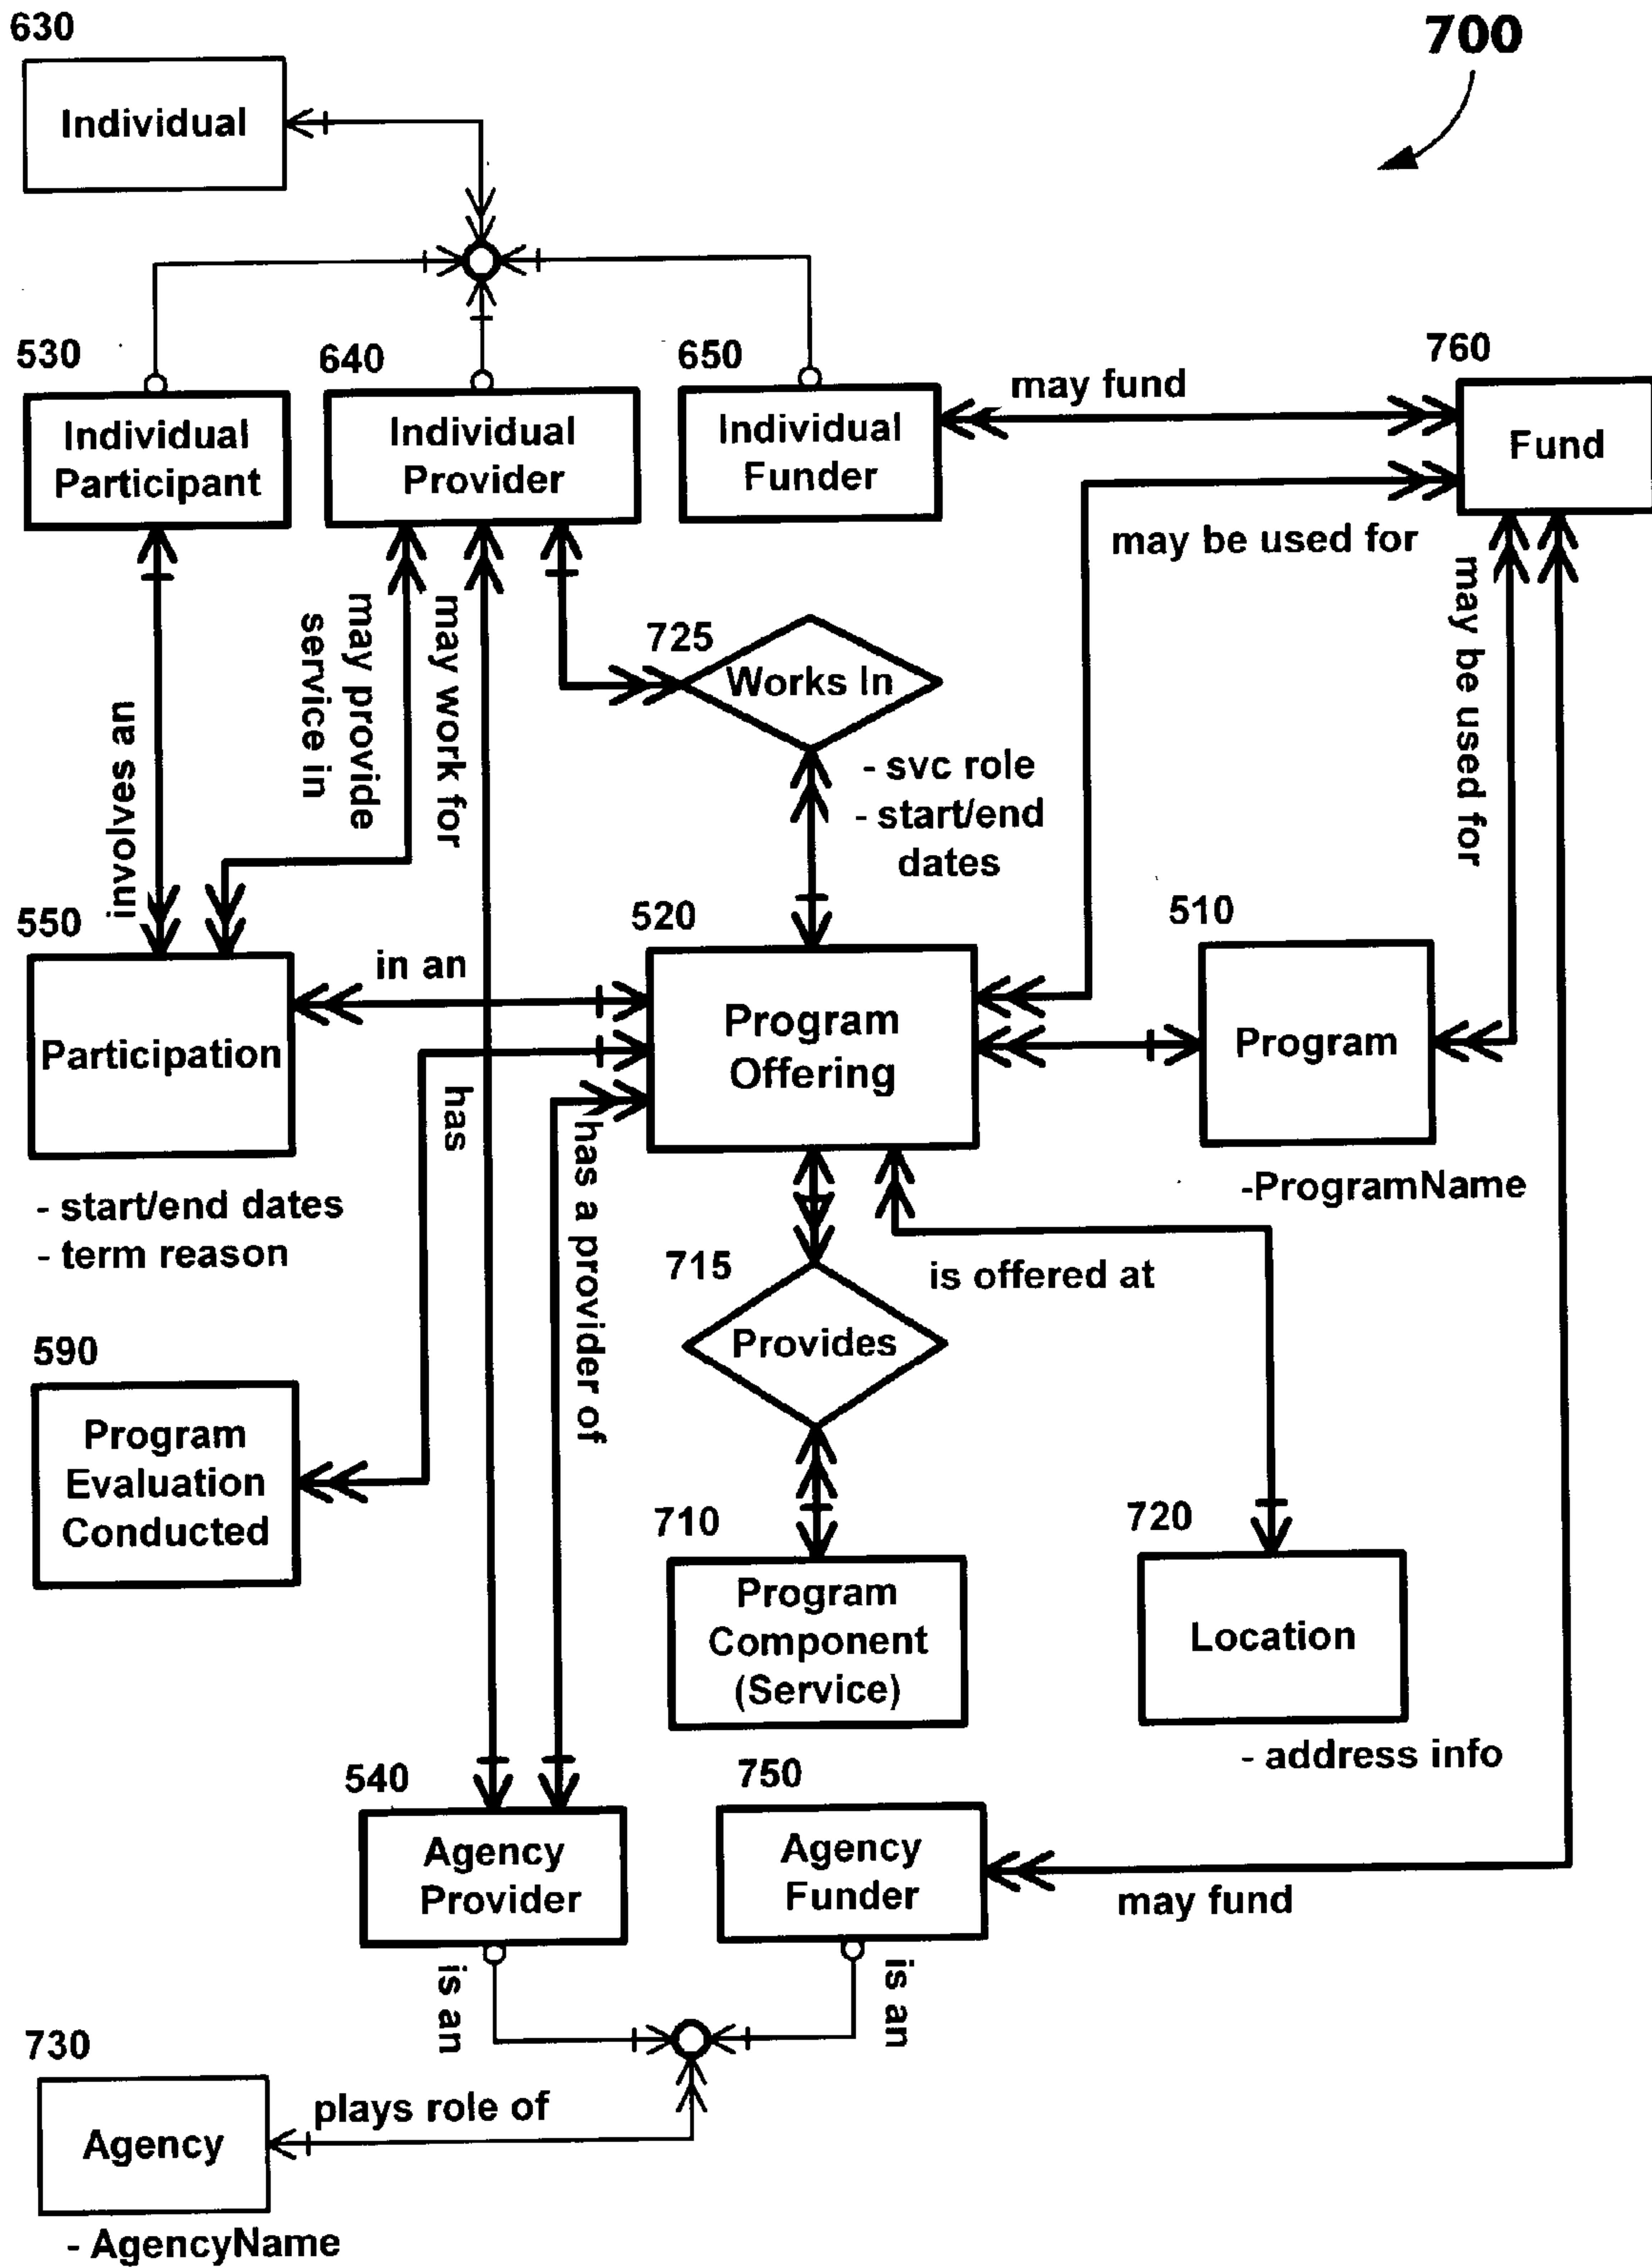 630
700
Individual
530
640
650
760
Individual
Participant
Individual
Provider
Individual
Funder
may fund
Fund
may be used for
may be used for
involves an
may provide
service in
may work for
725
Works In
- svc role
- start/end
dates
550
520
510
in an
Participation
Program
Offering
Program
has
has a provider of
-ProgramName
- start/end dates
- term reason
715
is offered at
Provides
590
Program
Evaluation
Conducted
710
720
Program
Component
(Service)
Location
- address info
540
750
Agency
Provider
Agency
Funder
may fund
is an
is an
730
plays role of
Agency
- AgencyName